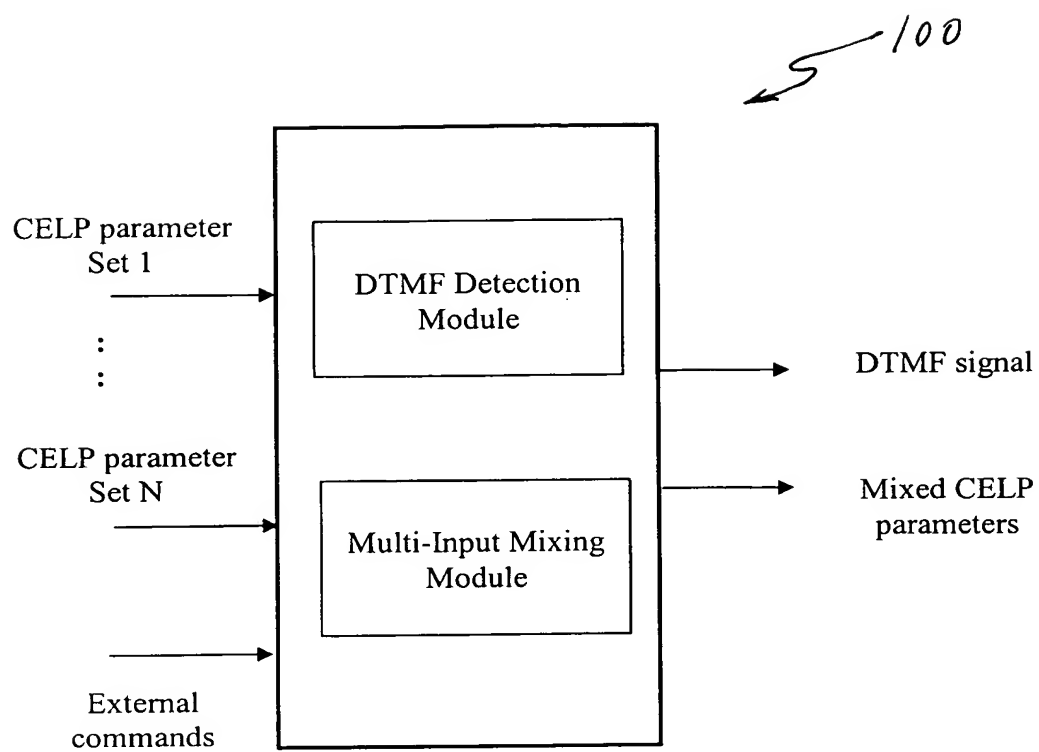 100
CELP parameter
Set 1
:
:
CELP parameter
Set N
External
commands
DTMF Detection
Module
Multi-Input Mixing
Module
DTMF signal
Mixed CELP
parameters